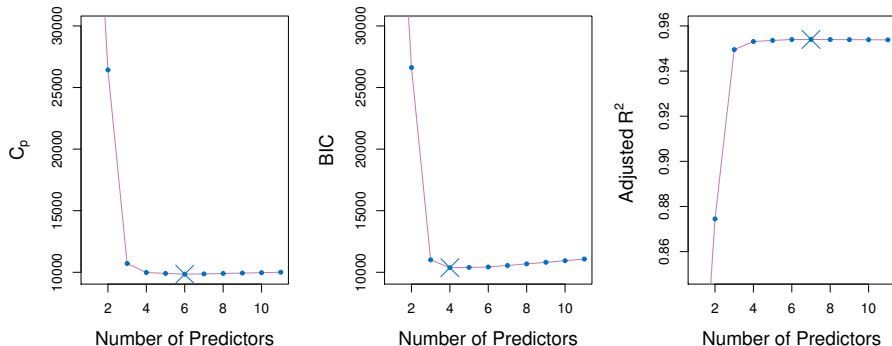 C_p
30000
25000
20000
15000
10000
2 4 6 8 10
Number of Predictors
BIC
30000
25000
20000
15000
10000
2 4 6 8 10
Number of Predictors
Adjusted R²
0.96
0.94
0.92
0.90
0.88
0.86
2 4 6 8 10
Number of Predictors